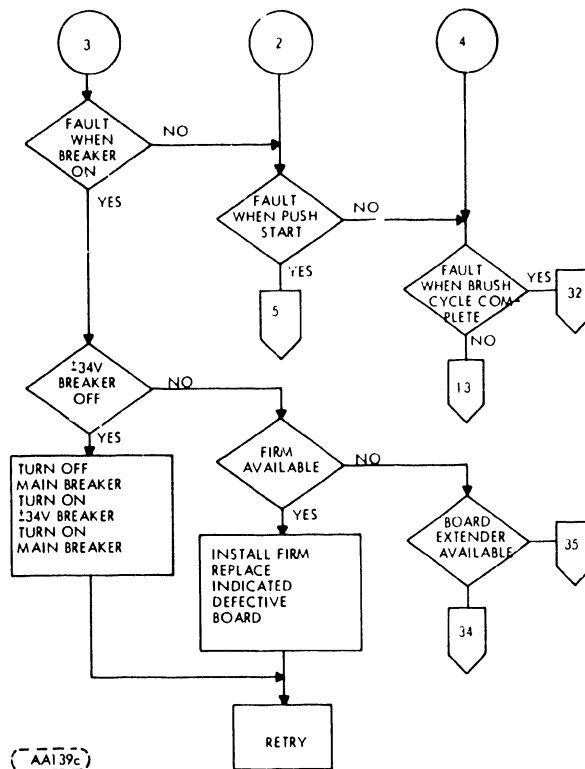 3
2
4
FAULT
WHEN
BREAKER
ON
NO
YES
FAULT
WHEN PUSH
START
NO
YES
5
FAULT
WHEN BRUSH
CYCLE COM-
PLETE
YES
32
NO
13
±34V
BREAKER
OFF
NO
YES
TURN OFF
MAIN BREAKER
TURN ON
±34V BREAKER
TURN ON
MAIN BREAKER
FIRM
AVAILABLE
NO
YES
INSTALL FIRM
REPLACE
INDICATED
DEFECTIVE
BOARD
BOARD
EXTENDER
AVAILABLE
35
34
RETRY
AA139c